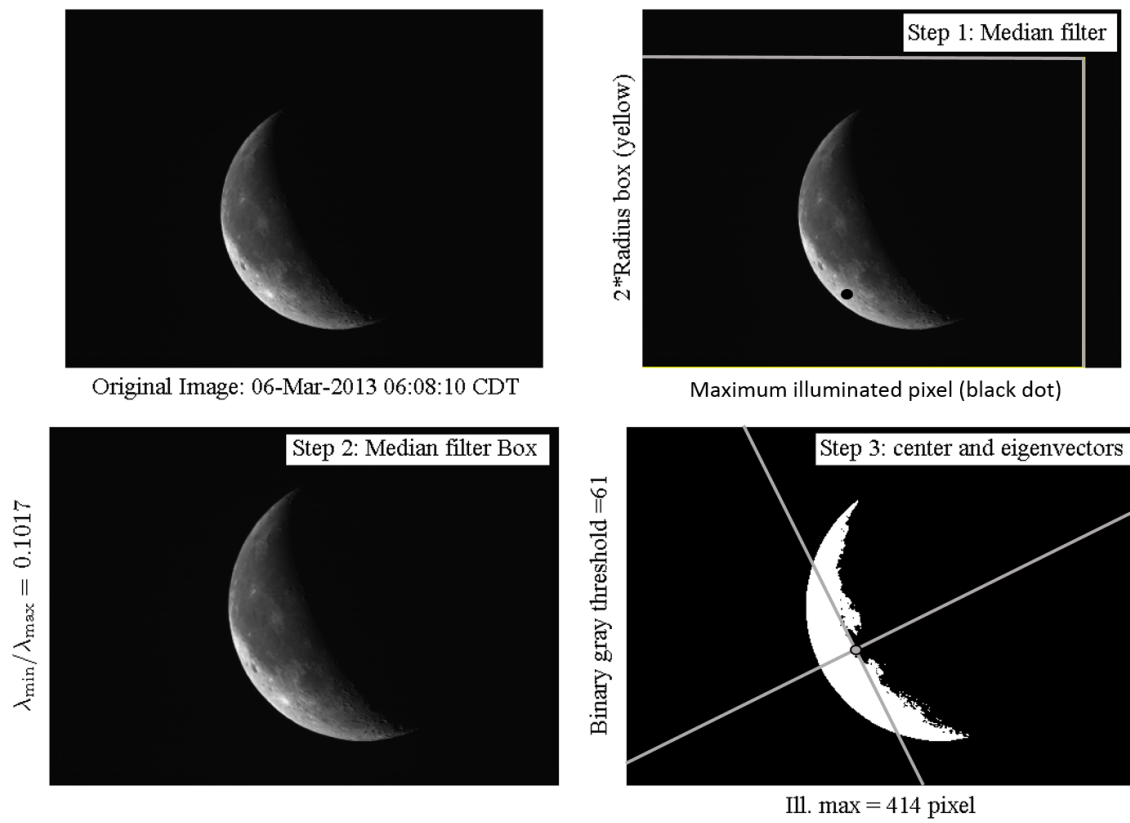 Step 1: Median filter
2*Radius box (yellow)
Original Image: 06-Mar-2013 06:08:10 CDT
Maximum illuminated pixel (black dot)
Step 2: Median filter Box
λmin/λmax = 0.1017
Step 3: center and eigenvectors
Binary gray threshold =61
Ill. max = 414 pixel